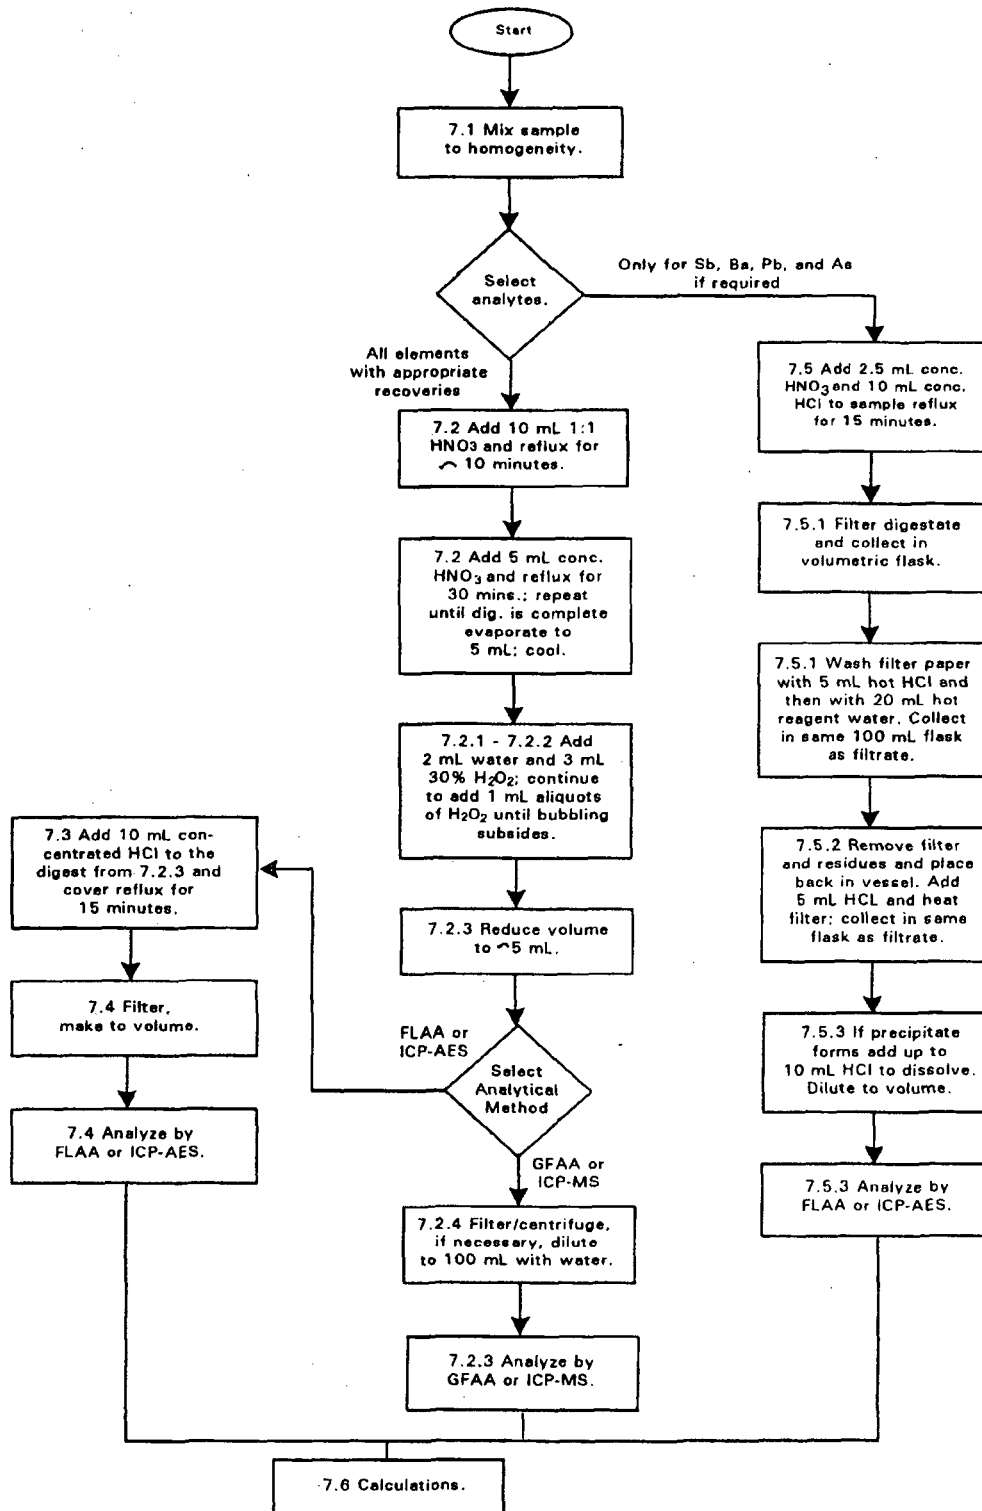 Start
7.1 Mix sample
to homogeneity.
Select
analytes.
Only for Sb, Ba, Pb, and Ae
if required
All elements
with appropriate
recoveries
7.2 Add 10 mL 1:1
HNO3 and reflux for
~ 10 minutes.
7.2 Add 5 mL conc.
HNO3 and reflux for
30 mins.; repeat
until dig. is complete
evaporate to
5 mL; cool.
7.2.1 - 7.2.2 Add
2 mL water and 3 mL
30% H2O2; continue
to add 1 mL aliquots
of H2O2 until bubbling
subsides.
7.2.3 Reduce volume
to ~5 mL.
FLAA or
ICP-AES
Select
Analytical
Method
GFAA or
ICP-MS
7.2.4 Filter/centrifuge,
if necessary, dilute
to 100 mL with water.
7.2.3 Analyze by
GFAA or ICP-MS.
7.3 Add 10 mL con-
centrated HCl to the
digest from 7.2.3 and
cover reflux for
15 minutes.
7.4 Filter,
make to volume.
7.4 Analyze by
FLAA or ICP-AES.
7.5 Add 2.5 mL conc.
HNO3 and 10 mL conc.
HCl to sample reflux
for 15 minutes.
7.5.1 Filter digestate
and collect in
volumetric flask.
7.5.1 Wash filter paper
with 5 mL hot HCl and
then with 20 mL hot
reagent water. Collect
in same 100 mL flask
as filtrate.
7.5.2 Remove filter
and residues and place
back in vessel. Add
5 mL HCL and heat
filter; collect in same
flask as filtrate.
7.5.3 If precipitate
forms add up to
10 mL HCl to dissolve.
Dilute to volume.
7.5.3 Analyze by
FLAA or ICP-AES.
7.6 Calculations.